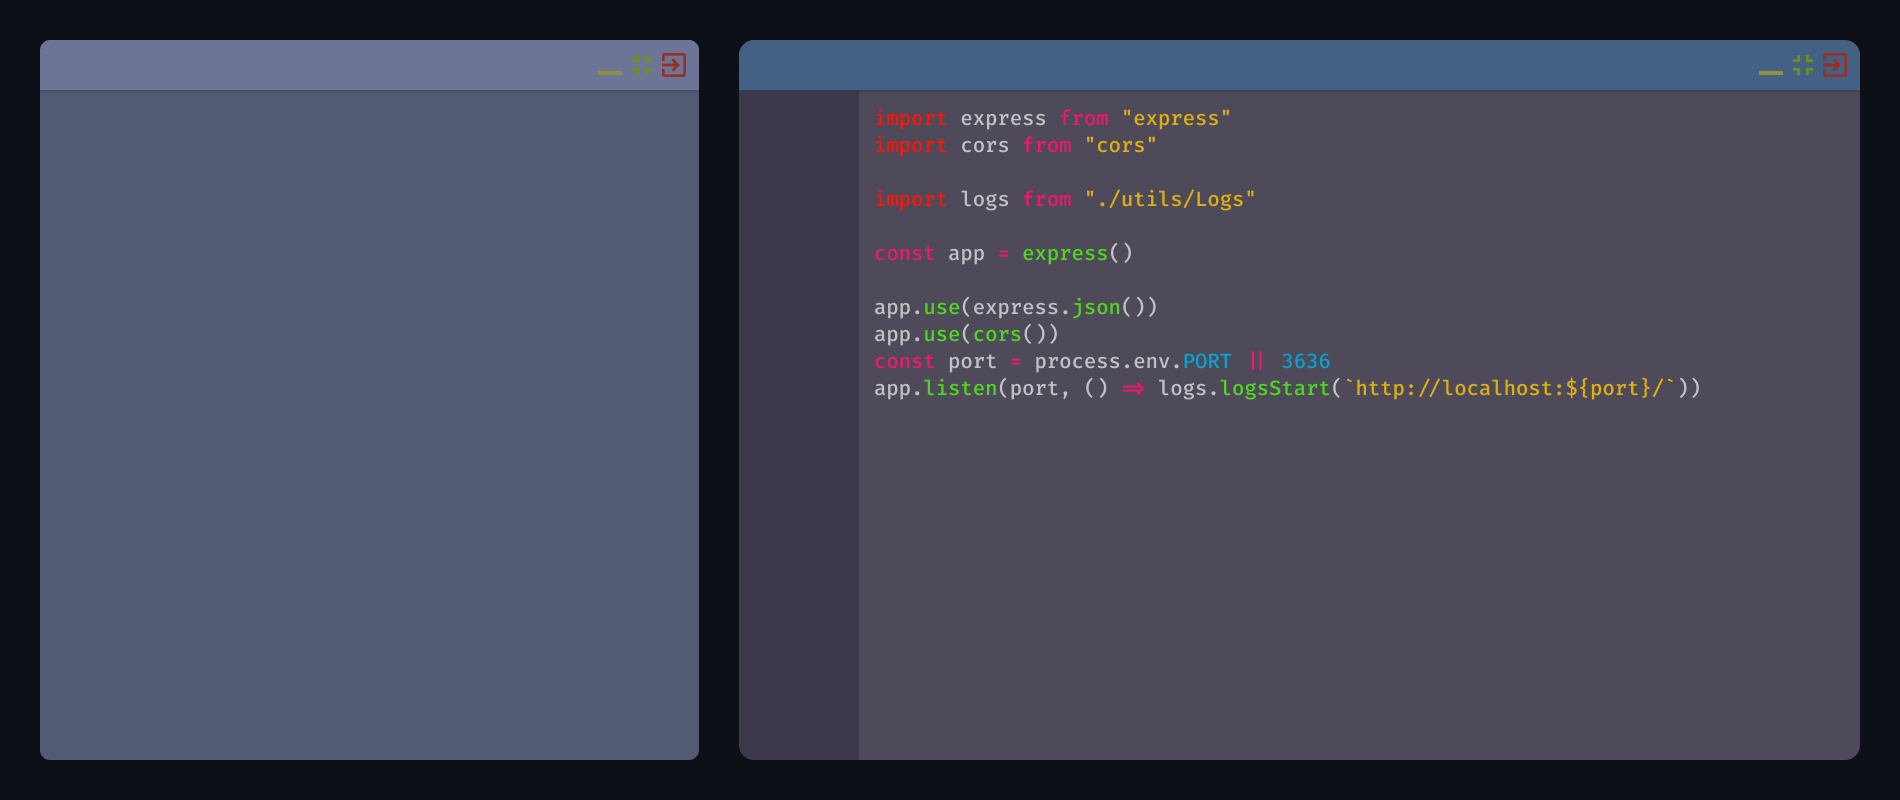 import express from "express"
import cors from "cors"
import logs from "./utils/Logs"
const app = express()
app.use(express.json())
app.use(cors())
const port = process.env.PORT || 3636
app.listen(port, () => logs.logsStart(`http://localhost:${port}/`))